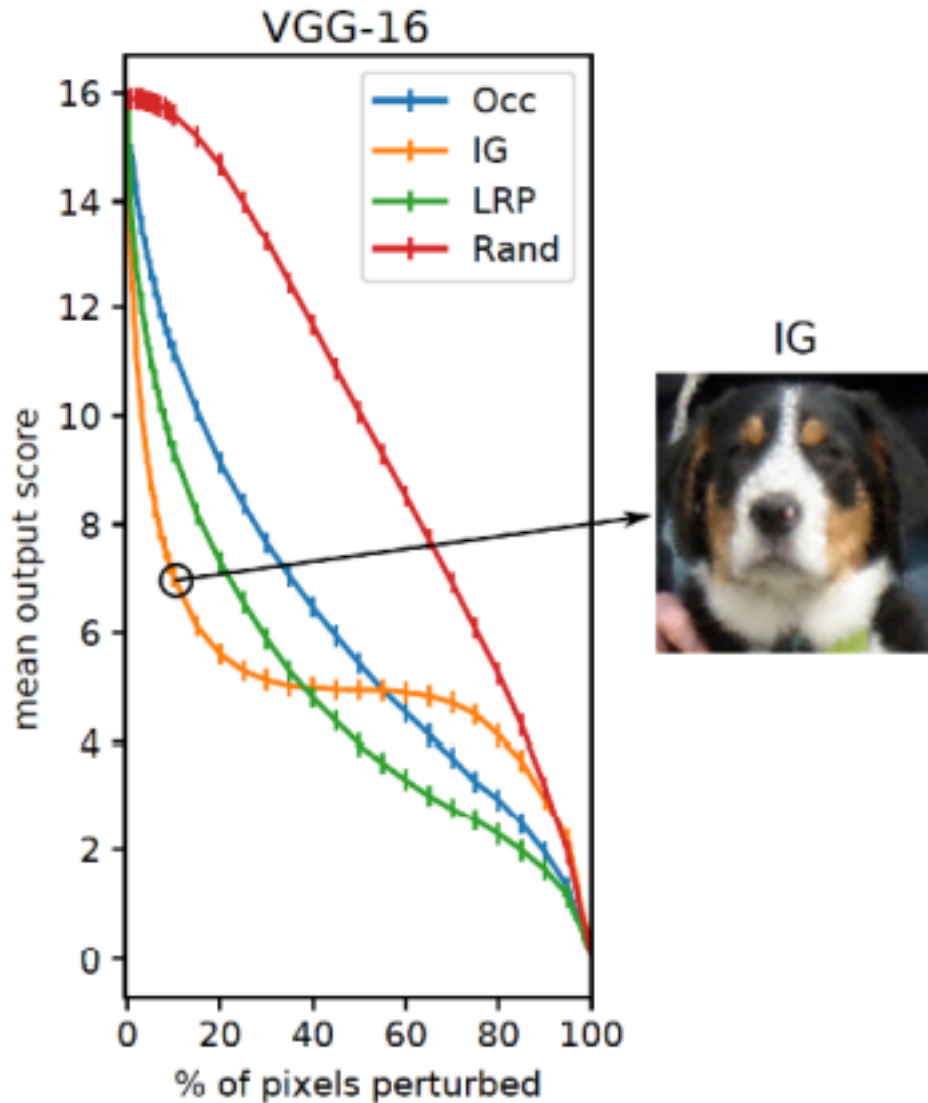 VGG-16
Occ
IG
LRP
Rand
16
14
12
10
8
6
4
2
0
mean output score
0 20 40 60 80 100
% of pixels perturbed
IG